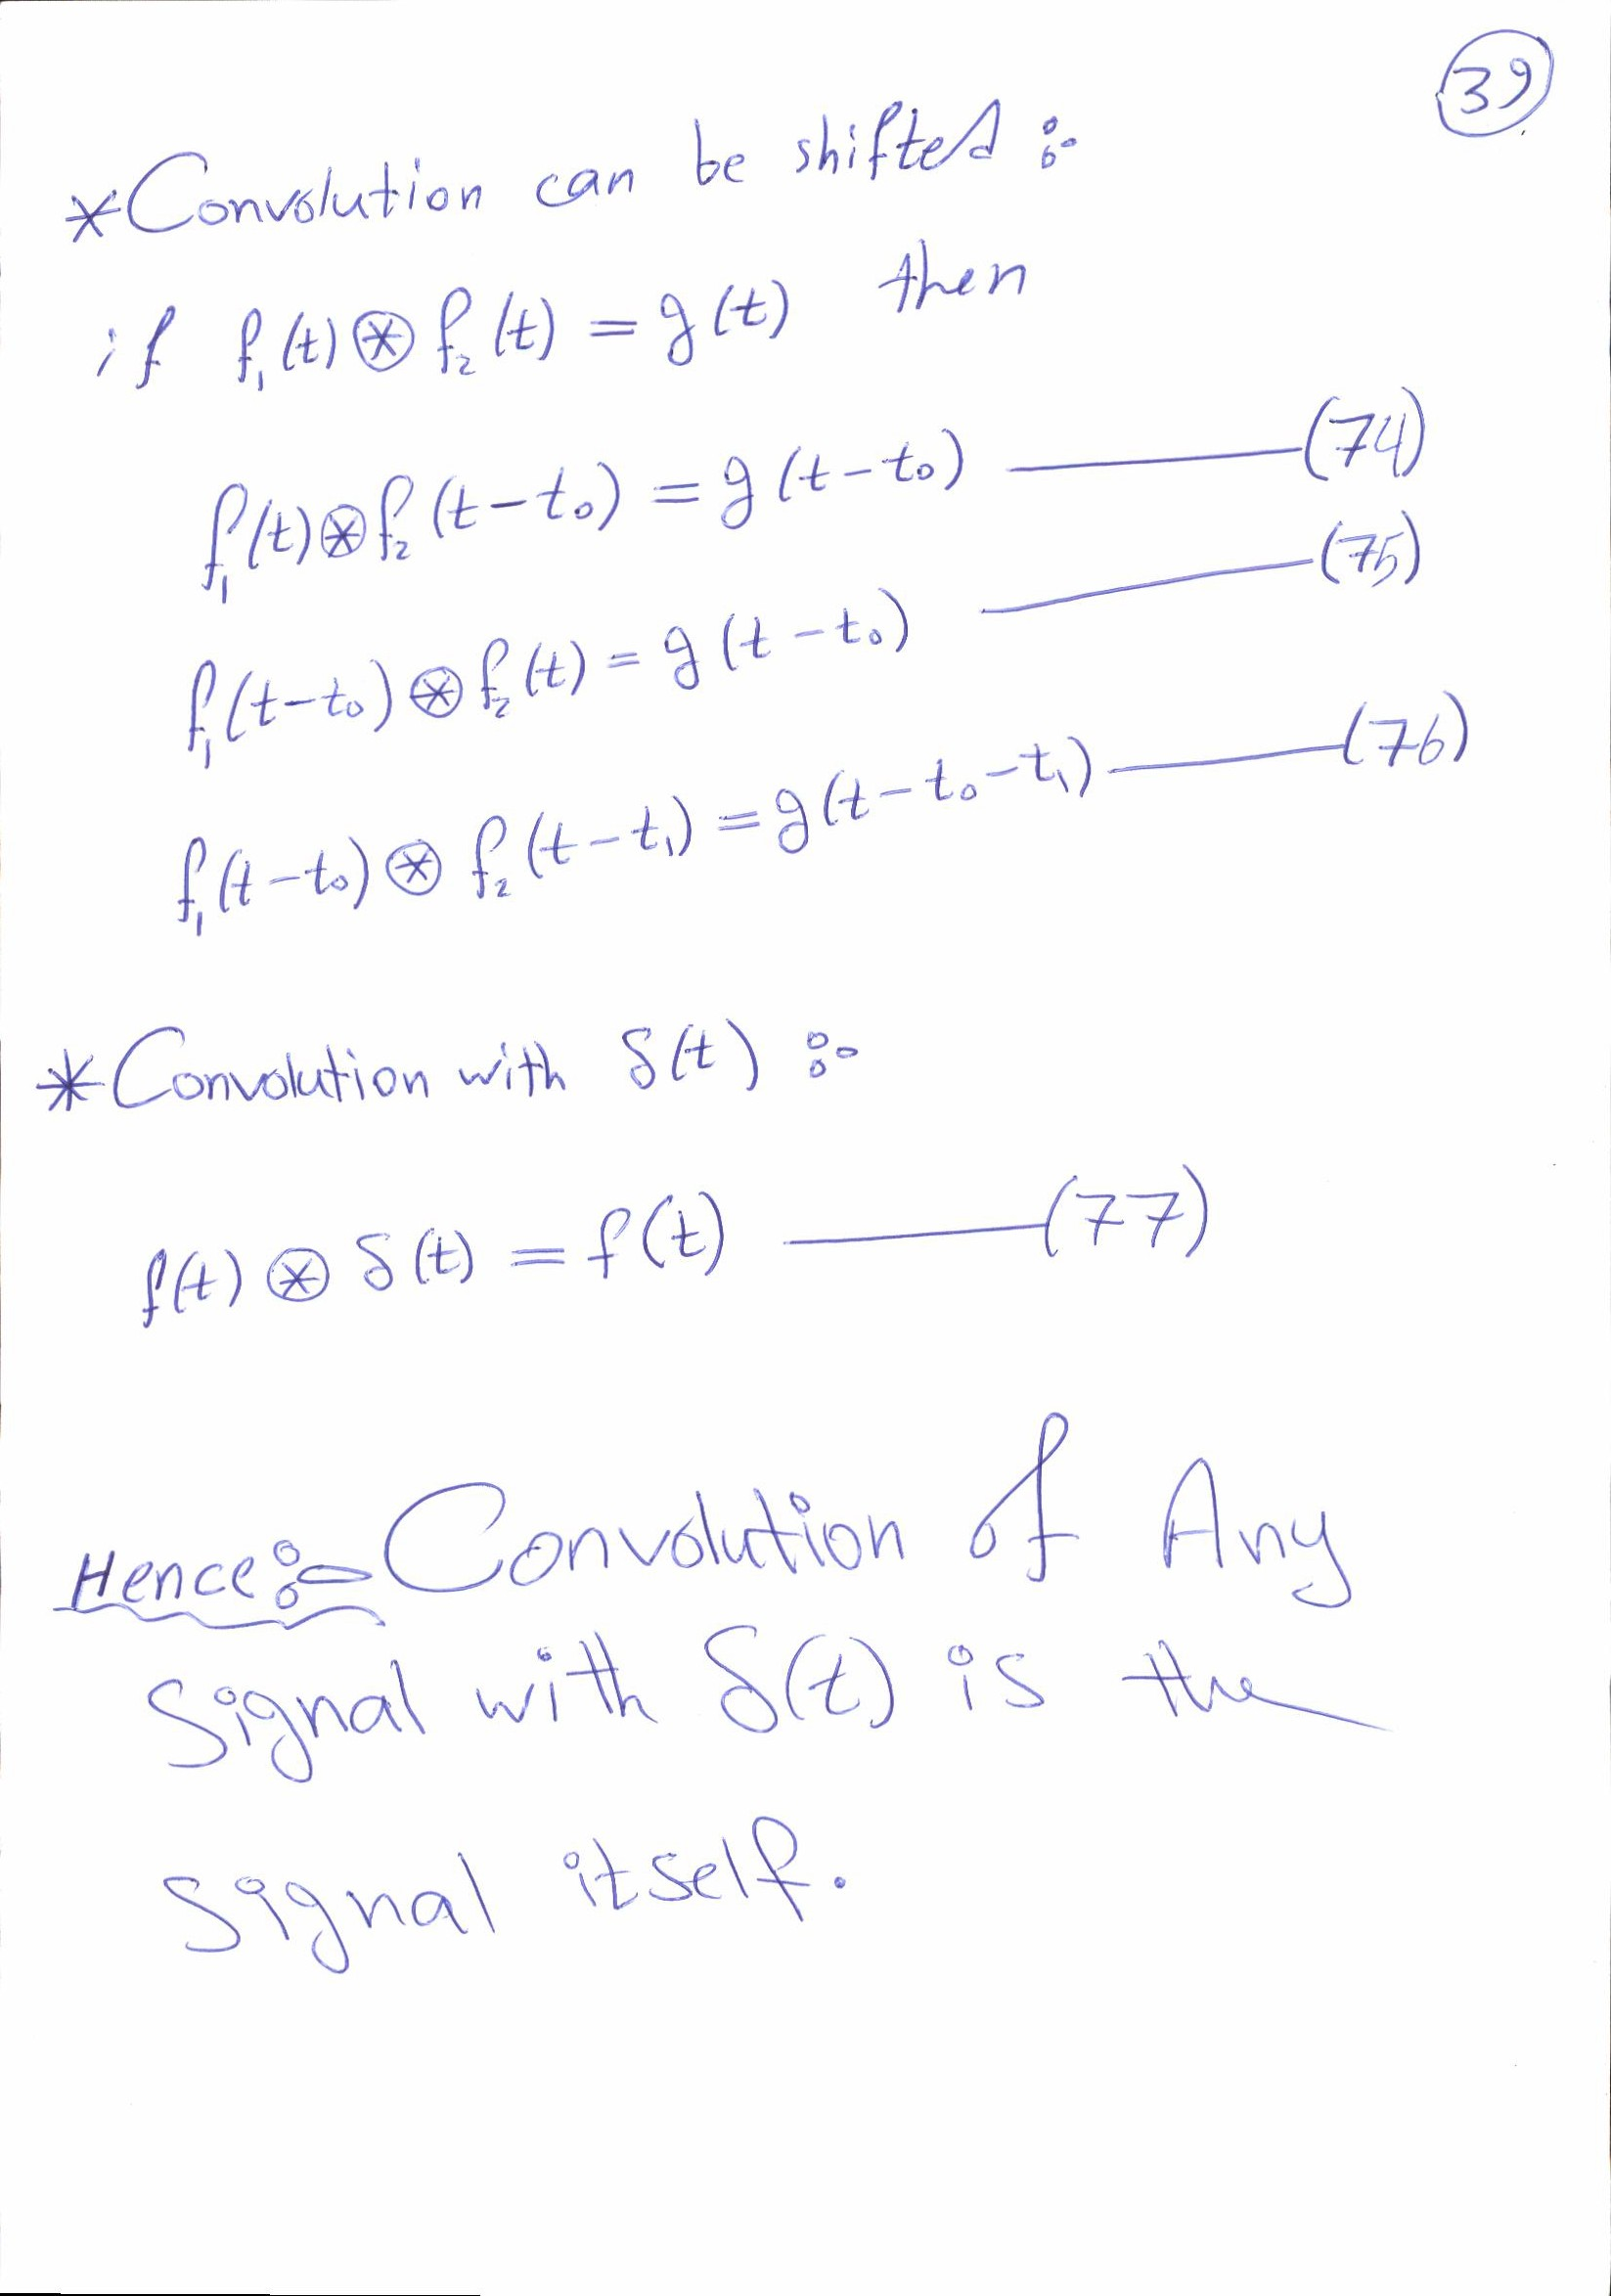 39
*Convolution can be shifted :-
if f₁(t) ⊛ f₂(t) = g(t) then
f₁(t) ⊛ f₂(t-t₀) = g(t-t₀) ——— (74)
f₁(t-t₀) ⊛ f₂(t) = g(t-t₀) ——— (75)
f₁(t-t₀) ⊛ f₂(t-t₁) = g(t-t₀-t₁) ——— (76)
*Convolution with δ(t) :-
f(t) ⊛ δ(t) = f(t) ——— (77)
Hence:- Convolution of Any
Signal with δ(t) is the
Signal itself.